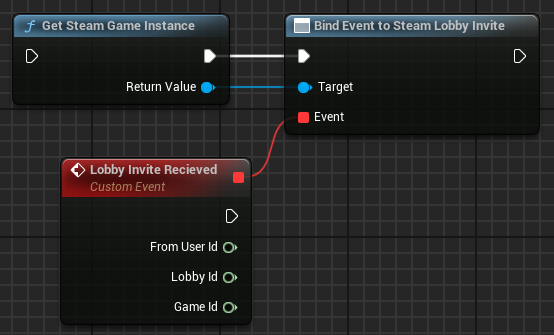 Get Steam Game Instance
Return Value
Bind Event to Steam Lobby Invite
Target
Event
Lobby Invite Recieved
Custom Event
From User Id
Lobby Id
Game Id